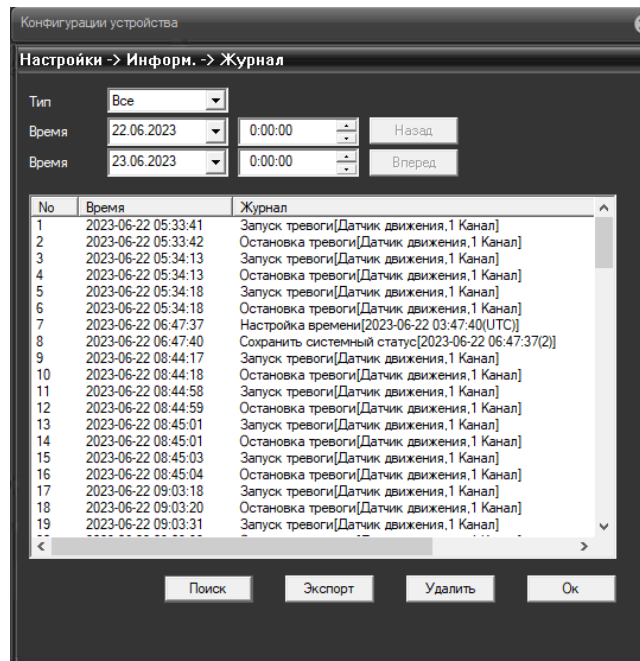 Конфигурации устройства
Настройки -> Информ. -> Журнал
Тип Все
Время 22.06.2023 0:00:00 Назад
Время 23.06.2023 0:00:00 Вперед
No Время Журнал
1 2023-06-22 05:33:41 Запуск тревоги[Датчик движения,1 Канал]
2 2023-06-22 05:33:42 Остановка тревоги[Датчик движения,1 Канал]
3 2023-06-22 05:34:13 Запуск тревоги[Датчик движения,1 Канал]
4 2023-06-22 05:34:13 Остановка тревоги[Датчик движения,1 Канал]
5 2023-06-22 05:34:18 Запуск тревоги[Датчик движения,1 Канал]
6 2023-06-22 05:34:18 Остановка тревоги[Датчик движения,1 Канал]
7 2023-06-22 06:47:37 Настройка времени[2023-06-22 03:47:40(UTC)]
8 2023-06-22 06:47:40 Сохранить системный статус[2023-06-22 06:47:37(2)]
9 2023-06-22 08:44:17 Запуск тревоги[Датчик движения,1 Канал]
10 2023-06-22 08:44:18 Остановка тревоги[Датчик движения,1 Канал]
11 2023-06-22 08:44:58 Запуск тревоги[Датчик движения,1 Канал]
12 2023-06-22 08:44:59 Остановка тревоги[Датчик движения,1 Канал]
13 2023-06-22 08:45:01 Запуск тревоги[Датчик движения,1 Канал]
14 2023-06-22 08:45:01 Остановка тревоги[Датчик движения,1 Канал]
15 2023-06-22 08:45:03 Запуск тревоги[Датчик движения,1 Канал]
16 2023-06-22 08:45:04 Остановка тревоги[Датчик движения,1 Канал]
17 2023-06-22 09:03:18 Запуск тревоги[Датчик движения,1 Канал]
18 2023-06-22 09:03:20 Остановка тревоги[Датчик движения,1 Канал]
19 2023-06-22 09:03:31 Запуск тревоги[Датчик движения,1 Канал]
Поиск Экспорт Удалить Ок